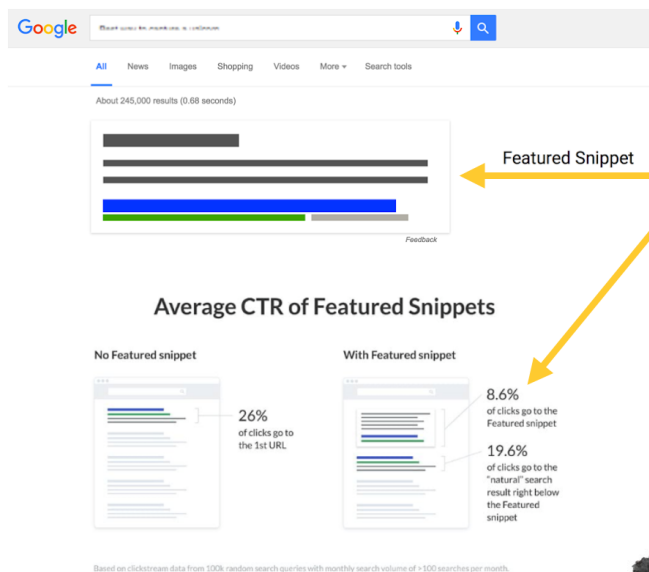 Google
All News Images Shopping Videos More Search tools
About 245,000 results (0.68 seconds)
Featured Snippet
Feedback
Average CTR of Featured Snippets
No Featured snippet
With Featured snippet
26%
of clicks go to
the 1st URL
8.6%
of clicks go to the
Featured snippet
19.6%
of clicks go to the
"natural" search
result right below
the Featured
snippet
Based on clickstream data from 100k random search queries with monthly search volume of >100 searches per month.